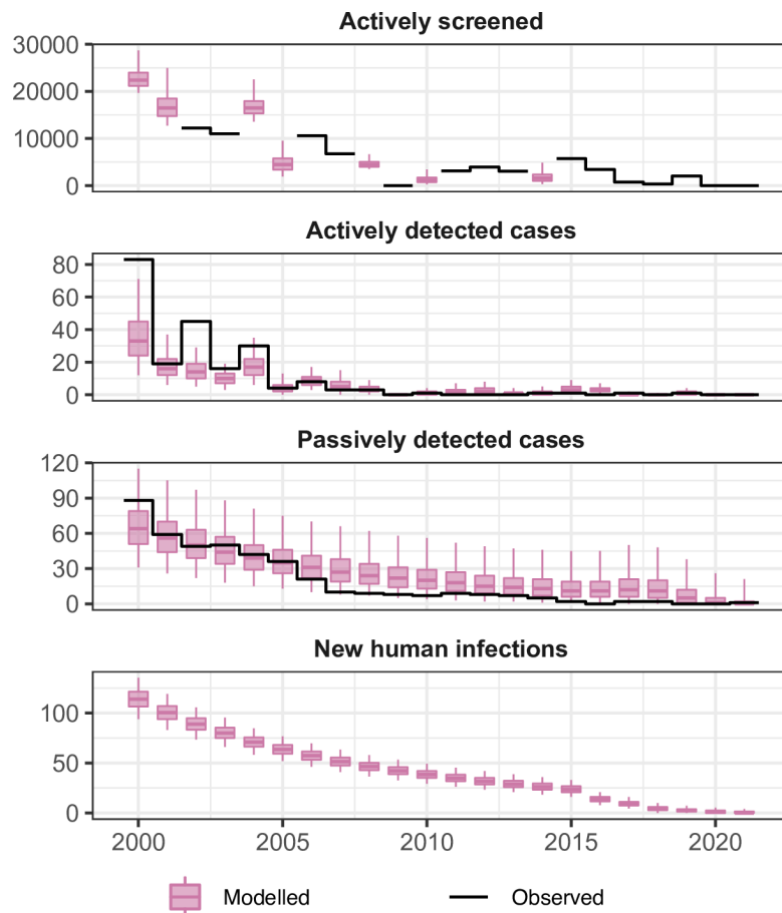 Actively screened
30000
20000
10000
0
Actively detected cases
80
60
40
20
0
Passively detected cases
120
90
60
30
0
New human infections
100
50
0
2000 2005 2010 2015 2020
Modelled Observed